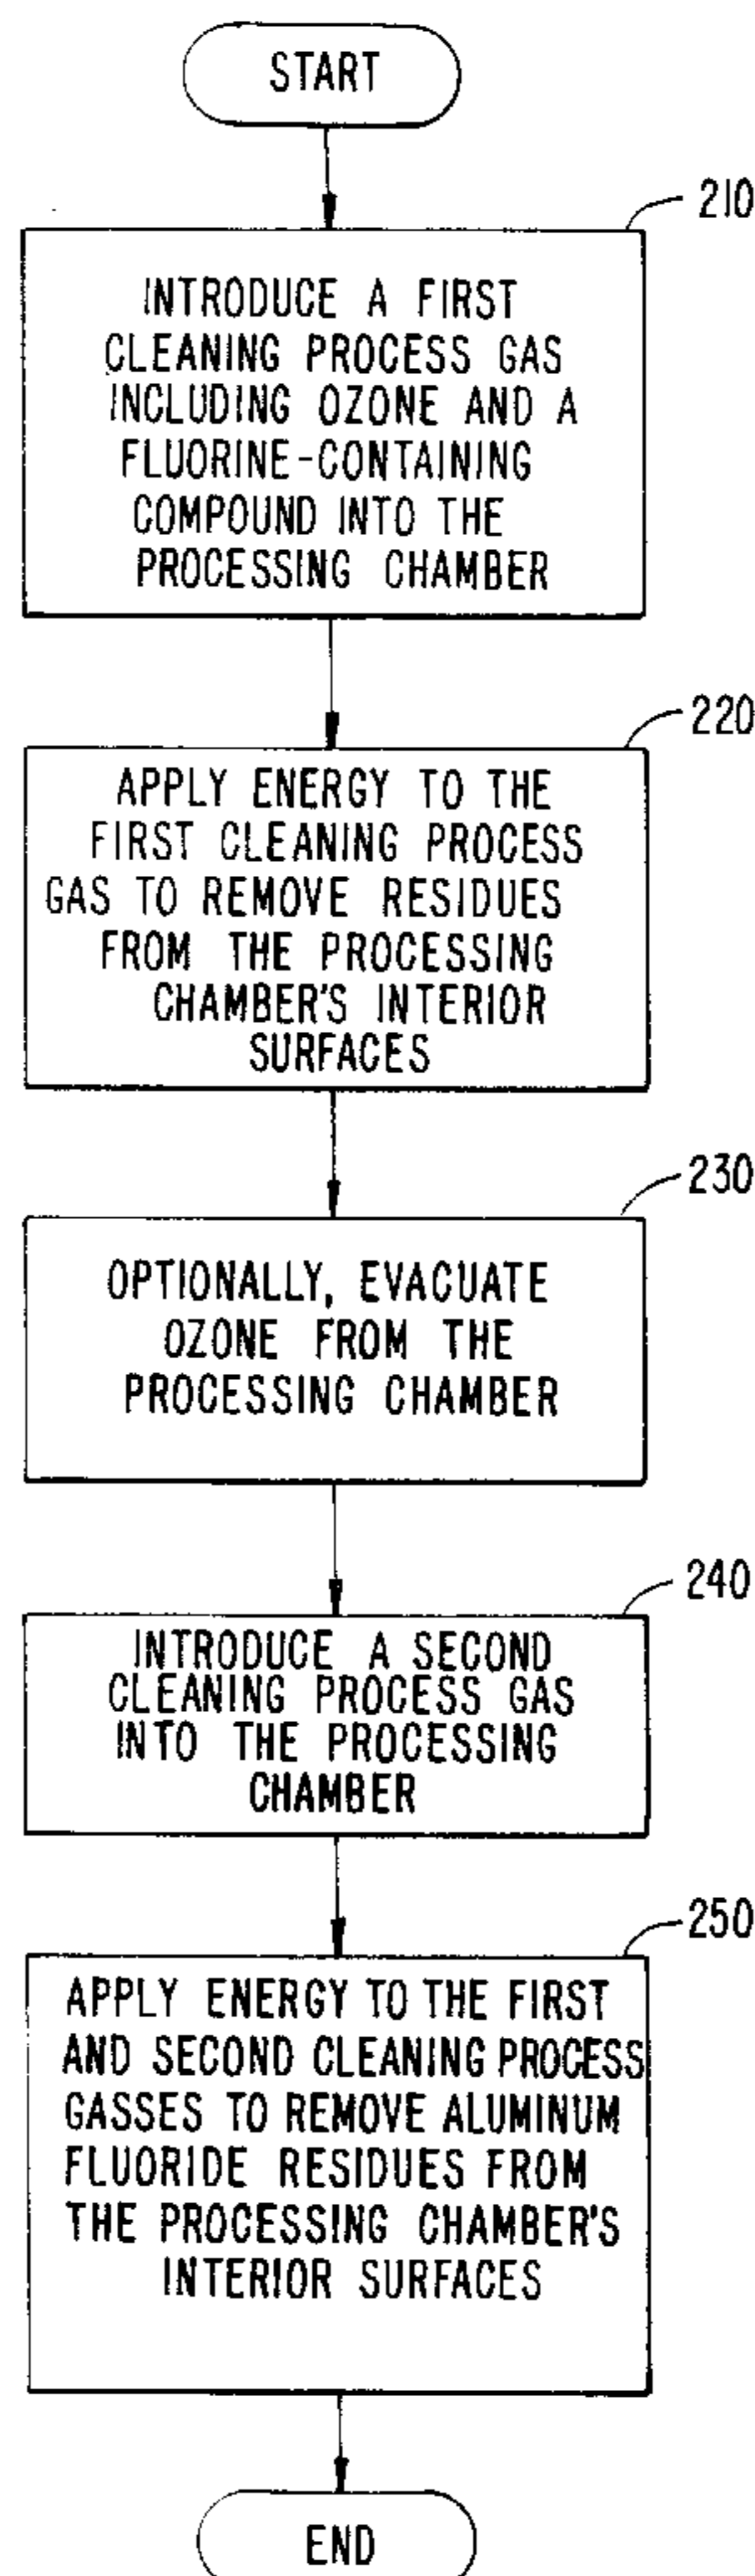 START
210
INTRODUCE A FIRST
CLEANING PROCESS GAS
INCLUDING OZONE AND A
FLUORINE-CONTAINING
COMPOUND INTO THE
PROCESSING CHAMBER
220
APPLY ENERGY TO THE
FIRST CLEANING PROCESS
GAS TO REMOVE RESIDUES
FROM THE PROCESSING
CHAMBER'S INTERIOR
SURFACES
230
OPTIONALLY, EVACUATE
OZONE FROM THE
PROCESSING CHAMBER
240
INTRODUCE A SECOND
CLEANING PROCESS GAS
INTO THE PROCESSING
CHAMBER
250
APPLY ENERGY TO THE FIRST
AND SECOND CLEANING PROCESS
GASSES TO REMOVE ALUMINUM
FLUORIDE RESIDUES FROM
THE PROCESSING CHAMBER'S
INTERIOR SURFACES
END